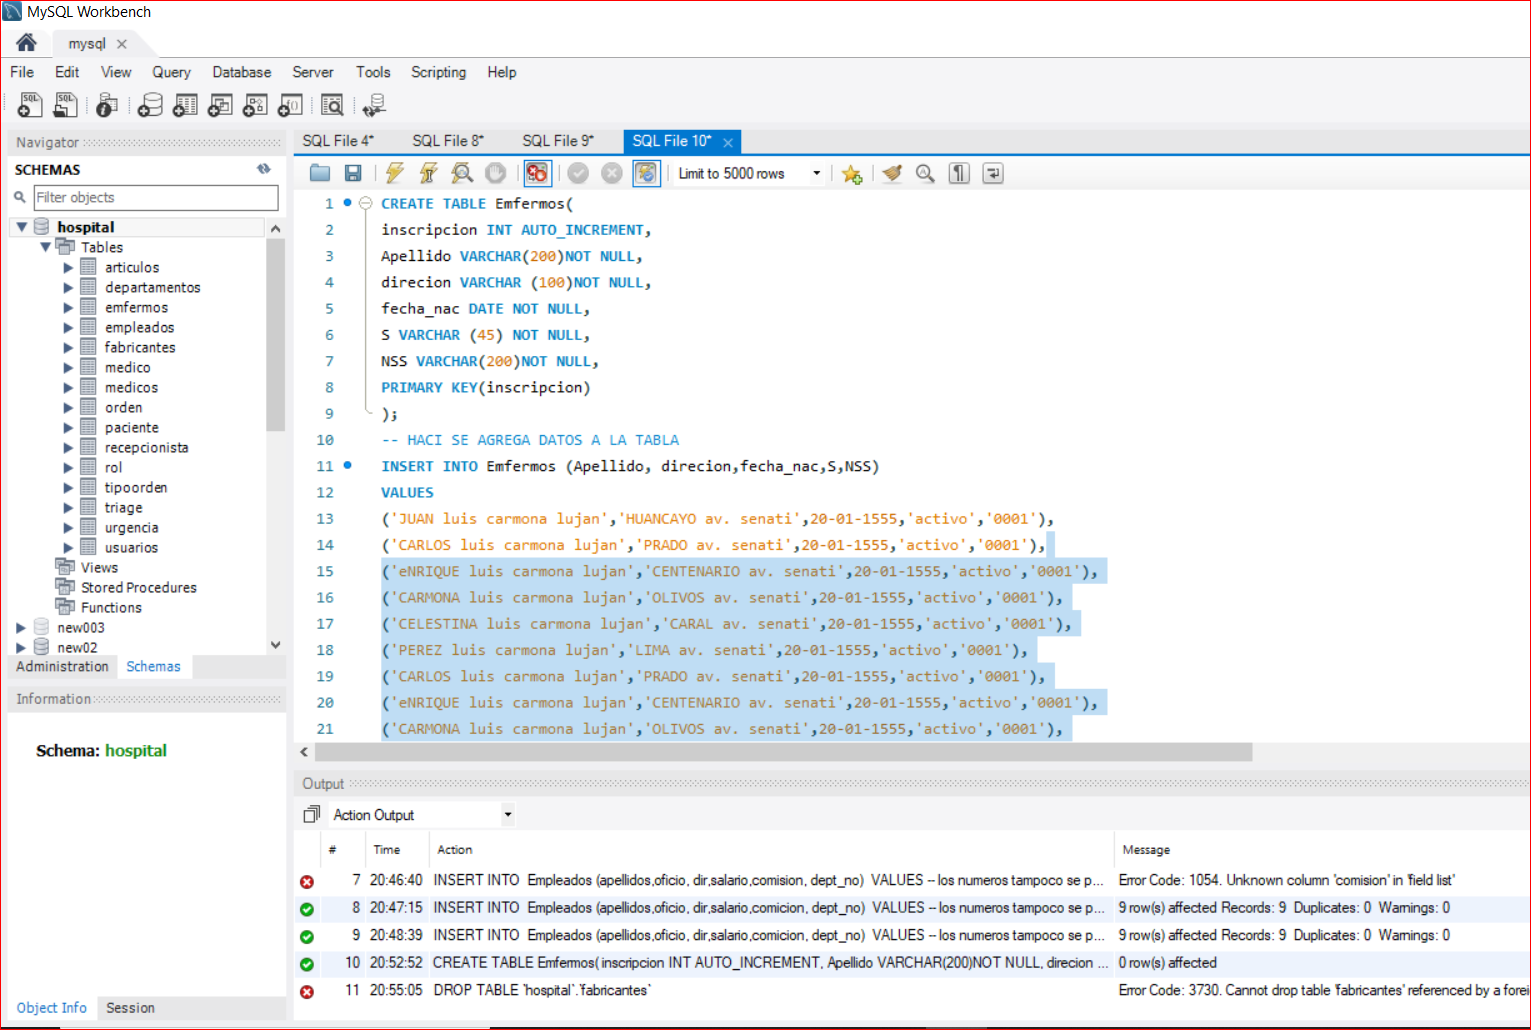 MySQL Workbench
mysql
File Edit View Query Database Server Tools Scripting Help
Navigator
SCHEMAS
Filter objects
hospital
Tables
articulos
departamentos
emfermos
empleados
fabricantes
medico
medicos
orden
paciente
recepcionista
rol
tipoorden
triage
urgencia
usuarios
Views
Stored Procedures
Functions
new003
new02
Administration Schemas
Information
Schema: hospital
Object Info Session
SQL File 4* SQL File 8* SQL File 9* SQL File 10*
Limit to 5000 rows
1 CREATE TABLE Emfermos(
2 inscripcion INT AUTO_INCREMENT,
3 Apellido VARCHAR(200)NOT NULL,
4 direcion VARCHAR (100)NOT NULL,
5 fecha_nac DATE NOT NULL,
6 S VARCHAR (45) NOT NULL,
7 NSS VARCHAR(200)NOT NULL,
8 PRIMARY KEY(inscripcion)
9 );
10 -- HACI SE AGREGA DATOS A LA TABLA
11 INSERT INTO Emfermos (Apellido, direcion,fecha_nac,S,NSS)
12 VALUES
13 ('JUAN luis carmona lujan','HUANCAYO av. senati',20-01-1555,'activo','0001'),
14 ('CARLOS luis carmona lujan','PRADO av. senati',20-01-1555,'activo','0001'),
15 ('eNRIQUE luis carmona lujan','CENTENARIO av. senati',20-01-1555,'activo','0001'),
16 ('CARMONA luis carmona lujan','OLIVOS av. senati',20-01-1555,'activo','0001'),
17 ('CELESTINA luis carmona lujan','CARAL av. senati',20-01-1555,'activo','0001'),
18 ('PEREZ luis carmona lujan','LIMA av. senati',20-01-1555,'activo','0001'),
19 ('CARLOS luis carmona lujan','PRADO av. senati',20-01-1555,'activo','0001'),
20 ('eNRIQUE luis carmona lujan','CENTENARIO av. senati',20-01-1555,'activo','0001'),
21 ('CARMONA luis carmona lujan','OLIVOS av. senati',20-01-1555,'activo','0001'),
Output
Action Output
# Time Action Message
7 20:46:40 INSERT INTO Empleados (apellidos,oficio, dir,salario,comision, dept_no) VALUES -- los numeros tampoco se p... Error Code: 1054. Unknown column 'comision' in 'field list'
8 20:47:15 INSERT INTO Empleados (apellidos,oficio, dir,salario,comicion, dept_no) VALUES -- los numeros tampoco se p... 9 row(s) affected Records: 9 Duplicates: 0 Warnings: 0
9 20:48:39 INSERT INTO Empleados (apellidos,oficio, dir,salario,comicion, dept_no) VALUES -- los numeros tampoco se p... 9 row(s) affected Records: 9 Duplicates: 0 Warnings: 0
10 20:52:52 CREATE TABLE Emfermos( inscripcion INT AUTO_INCREMENT, Apellido VARCHAR(200)NOT NULL, direcion ... 0 row(s) affected
11 20:55:05 DROP TABLE `hospital`.`fabricantes` Error Code: 3730. Cannot drop table 'fabricantes' referenced by a forei